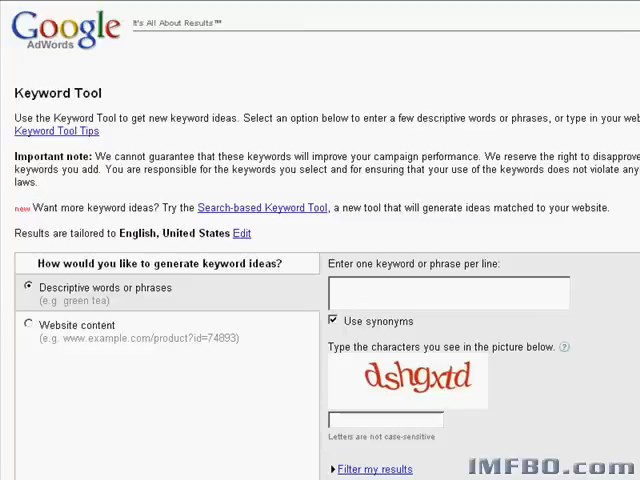 Google
AdWords
It's All About Results™
Keyword Tool
Use the Keyword Tool to get new keyword ideas. Select an option below to enter a few descriptive words or phrases, or type in your web
Keyword Tool Tips
Important note: We cannot guarantee that these keywords will improve your campaign performance. We reserve the right to disapprove
keywords you add. You are responsible for the keywords you select and for ensuring that your use of the keywords does not violate any
laws.
new Want more keyword ideas? Try the Search-based Keyword Tool, a new tool that will generate ideas matched to your website.
Results are tailored to English, United States Edit
How would you like to generate keyword ideas?
Descriptive words or phrases
(e.g. green tea)
Website content
(e.g. www.example.com/product?id=74893)
Enter one keyword or phrase per line:
Use synonyms
Type the characters you see in the picture below. ?
dshgxtd
Letters are not case-sensitive
Filter my results
IMFBO.com